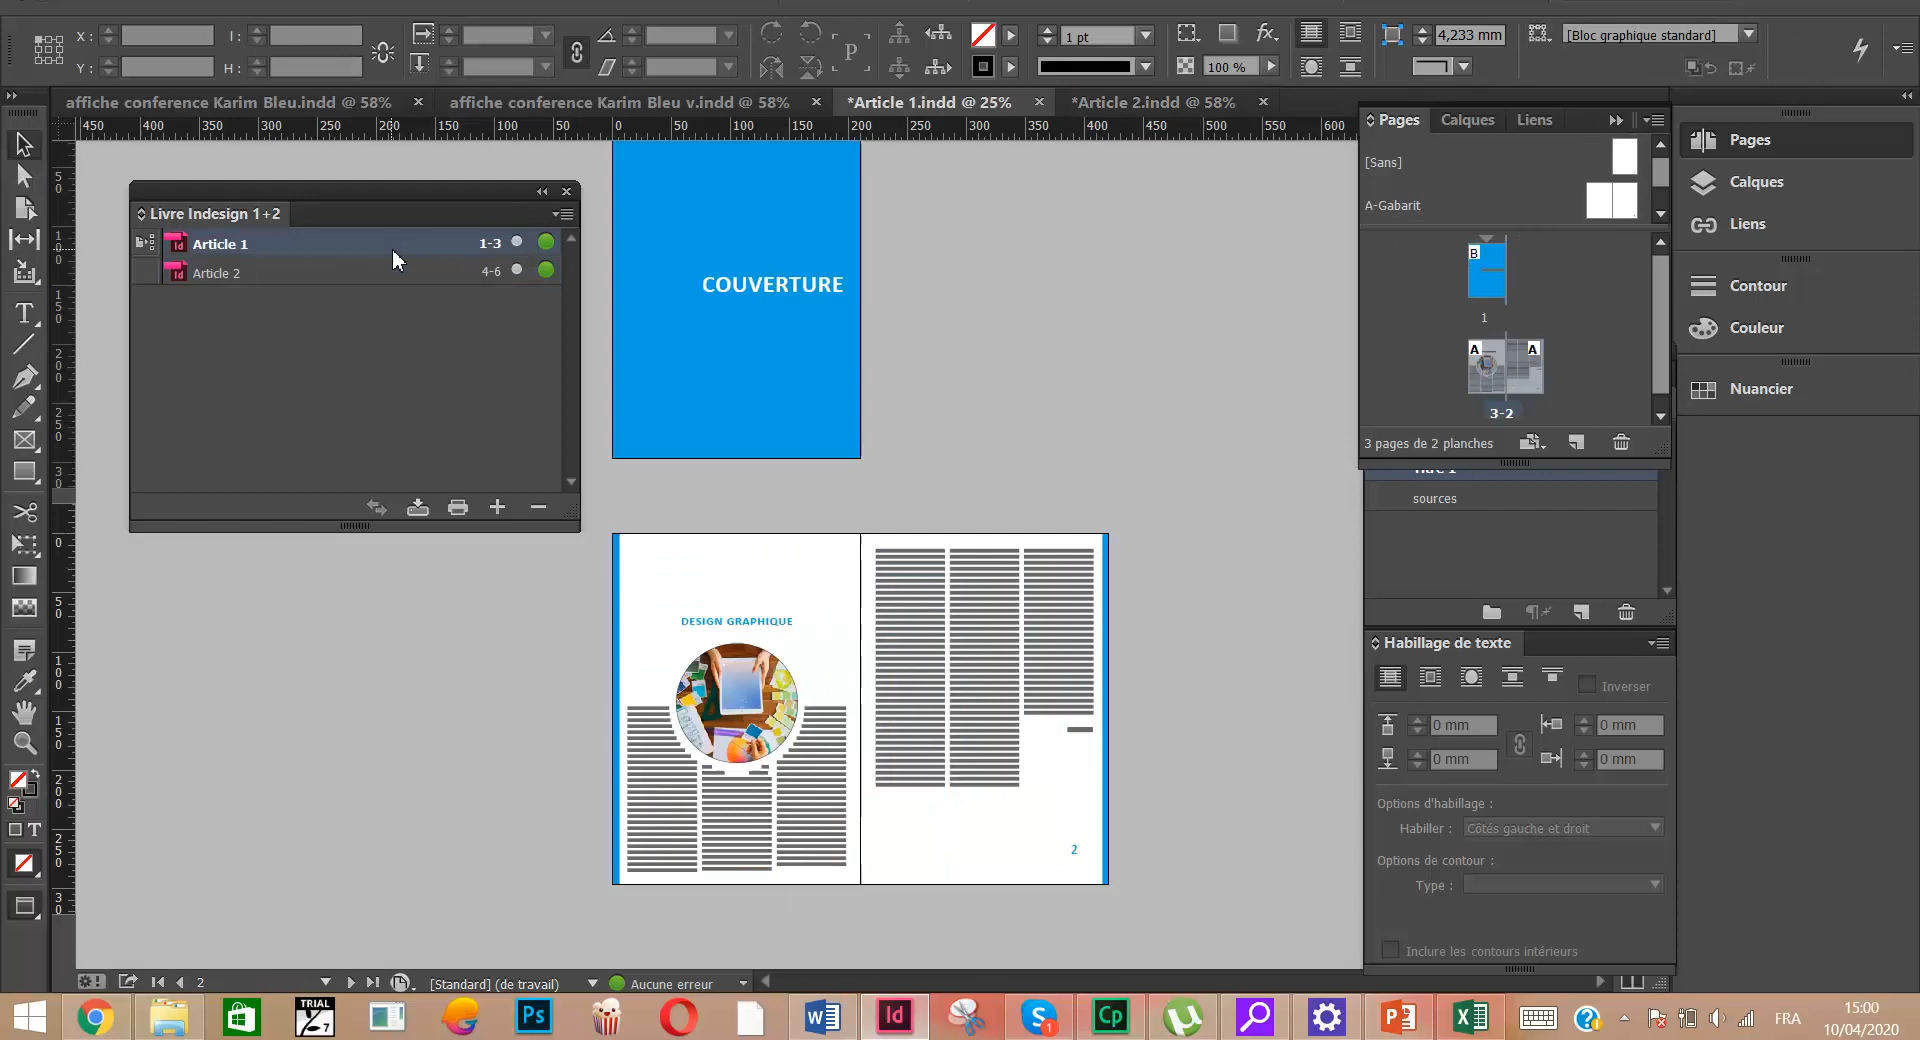 X :
I :
1 pt
4,233 mm
[Bloc graphique standard]
Y :
H :
P
fx
100 %
affiche conference Karim Bleu.indd @ 58%
affiche conference Karim Bleu v.indd @ 58%
*Article 1.indd @ 25%
*Article 2.indd @ 58%
450 400 350 300 250 200 150 100 50 0 50 100 150 200 250 300 350 400 450 500 550 600
Pages
Calques
Liens
[Sans]
A-Gabarit
B
1
A A
3-2
3 pages de 2 planches
sources
Pages
Calques
Liens
Contour
Couleur
Nuancier
Livre Indesign 1+2
Article 1 1-3
Article 2 4-6
COUVERTURE
DESIGN GRAPHIQUE
2
Habillage de texte
Inverser
0 mm
0 mm
0 mm
0 mm
Options d'habillage :
Habiller : Côtés gauche et droit
Options de contour :
Type :
Inclure les contours intérieurs
2
[Standard] (de travail)
Aucune erreur
TRIAL
7
Ps
Id
S
1
Cp
FRA
15:00
10/04/2020